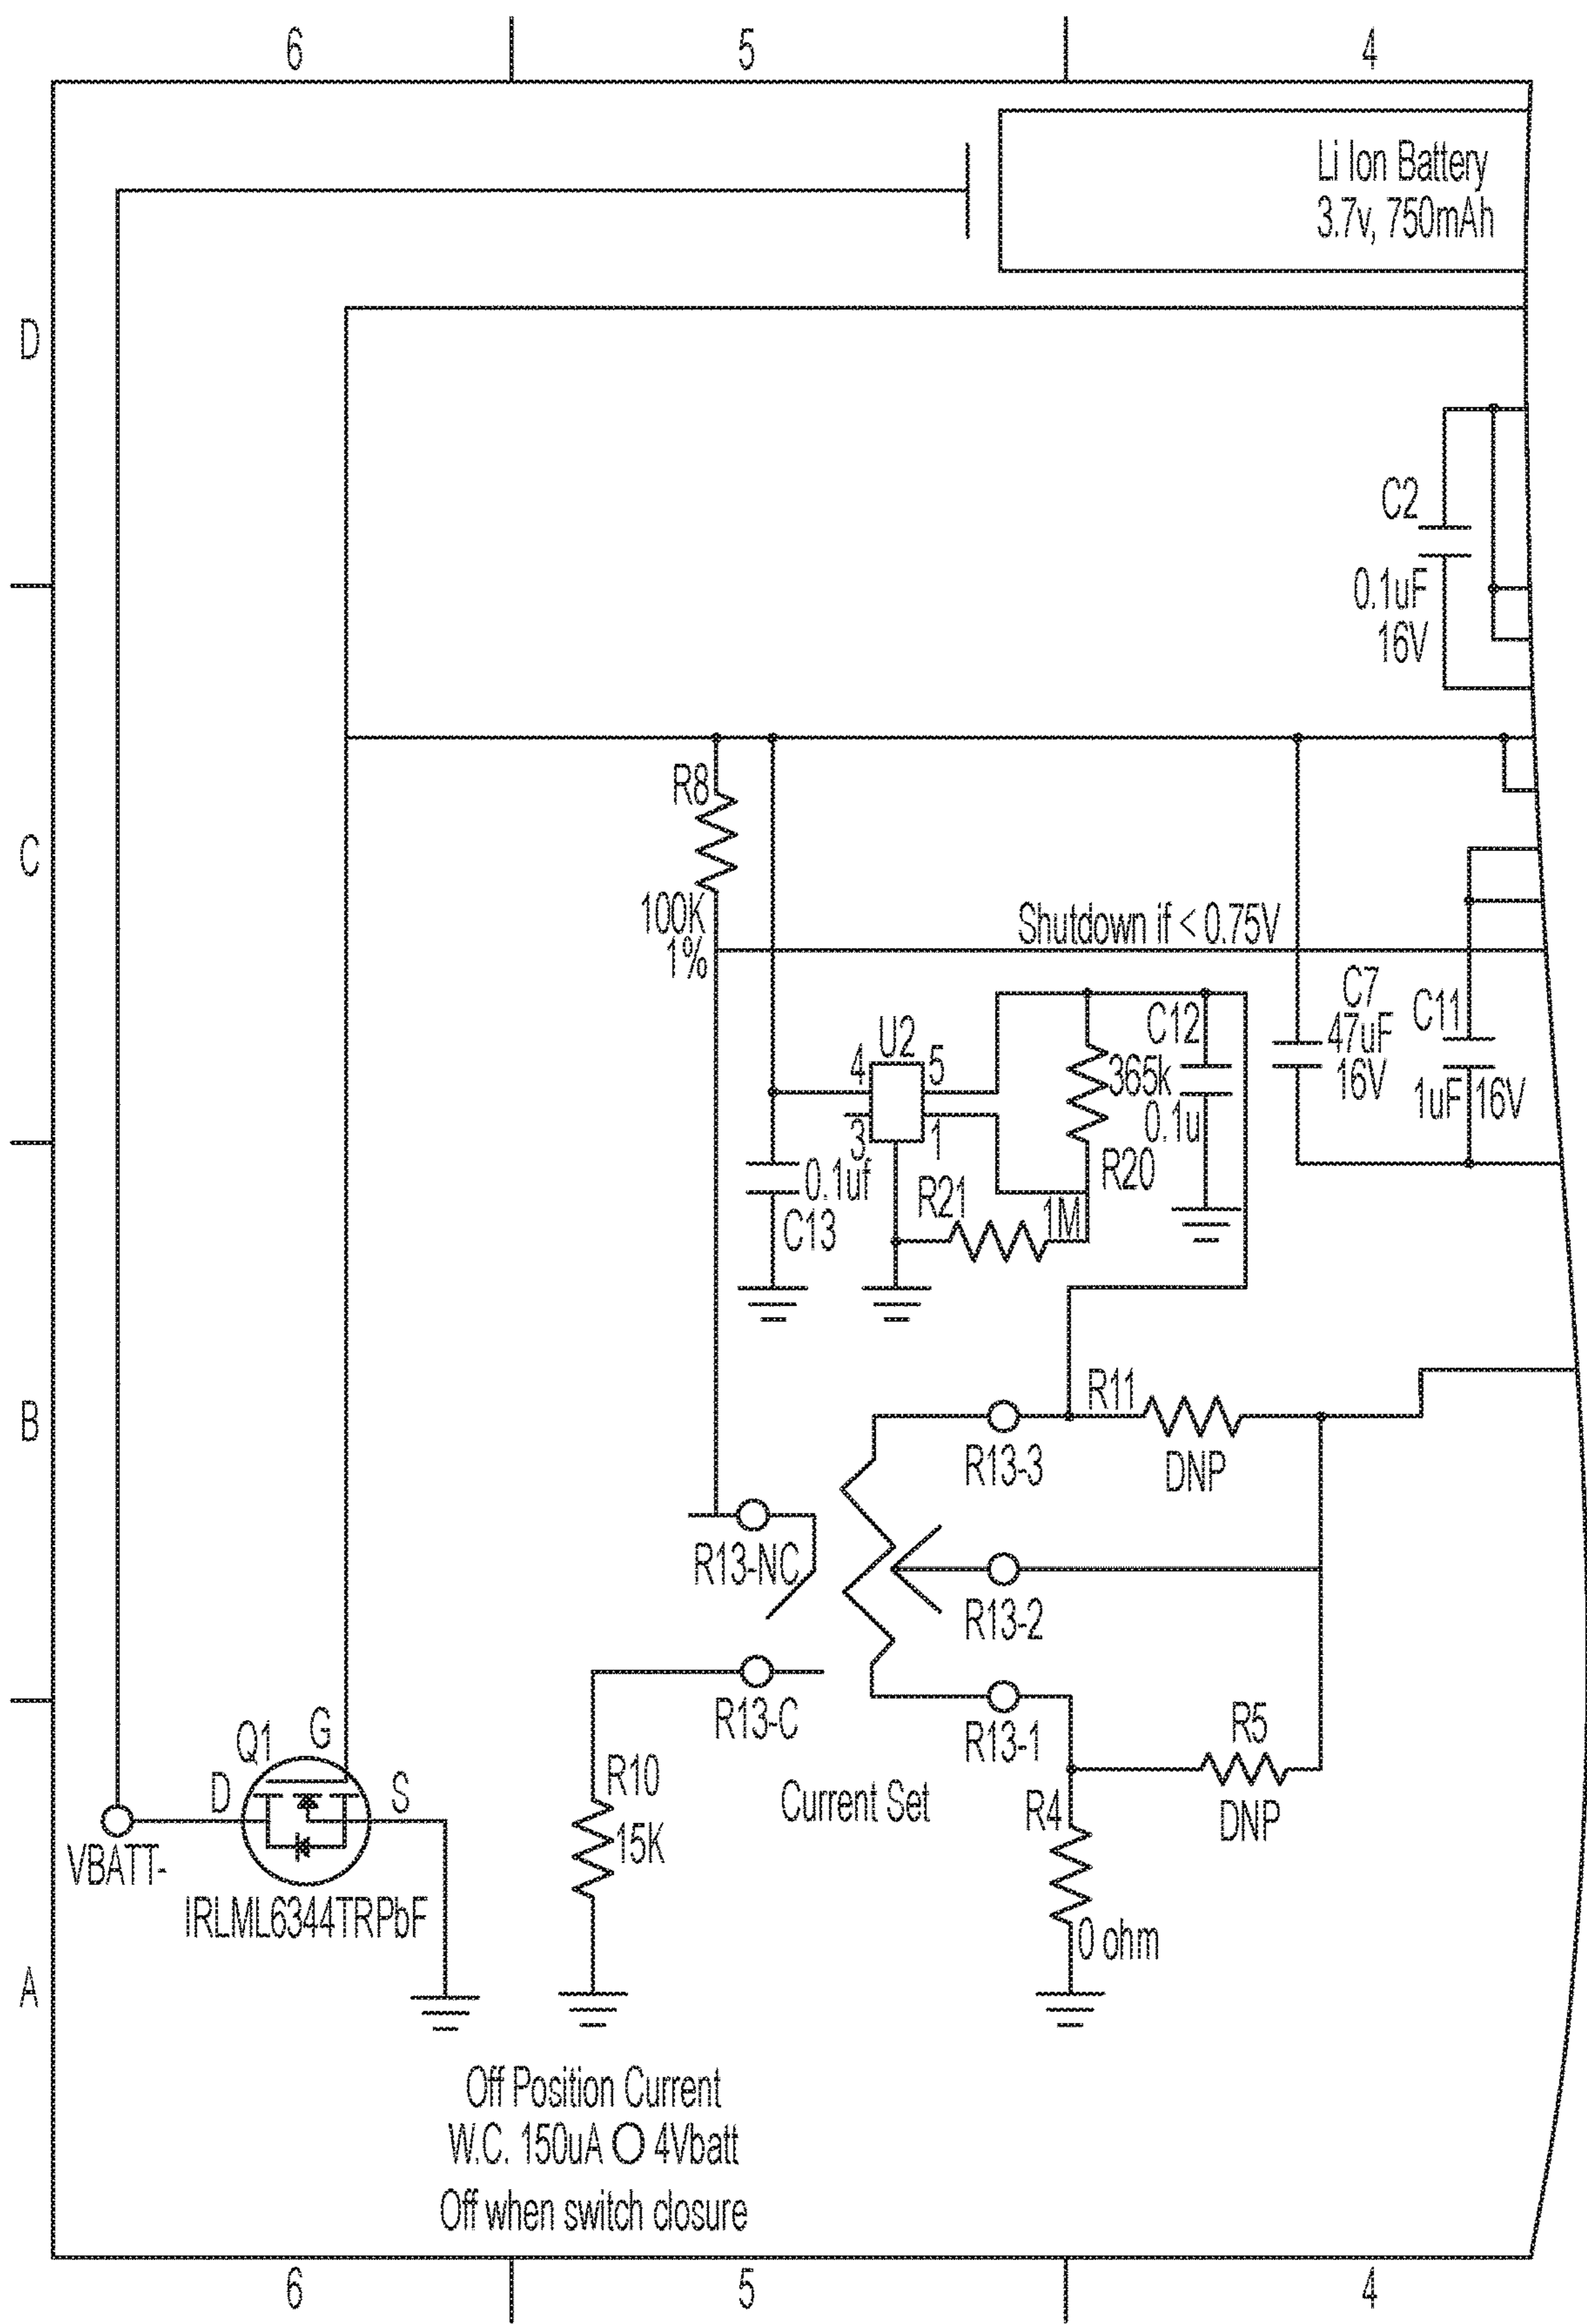 6 5 4
Li Ion Battery
3.7v, 750mAh
D
C2
0.1uF
16V
R8
C
100K
1%
Shutdown if < 0.75V
C7
47uF
16V
C11
1uF 16V
U2
4 5
3 1
C12
0.1u
365k
R20
0.1uf
C13
R21
1M
B
R11
DNP
R13-3
R13-NC
R13-2
R13-C
R13-1
Current Set
R5
DNP
R4
0 ohm
R10
15K
Q1
G
D S
VBATT-
IRLML6344TRPbF
A
Off Position Current
W.C. 150uA O 4Vbatt
Off when switch closure
6 5 4